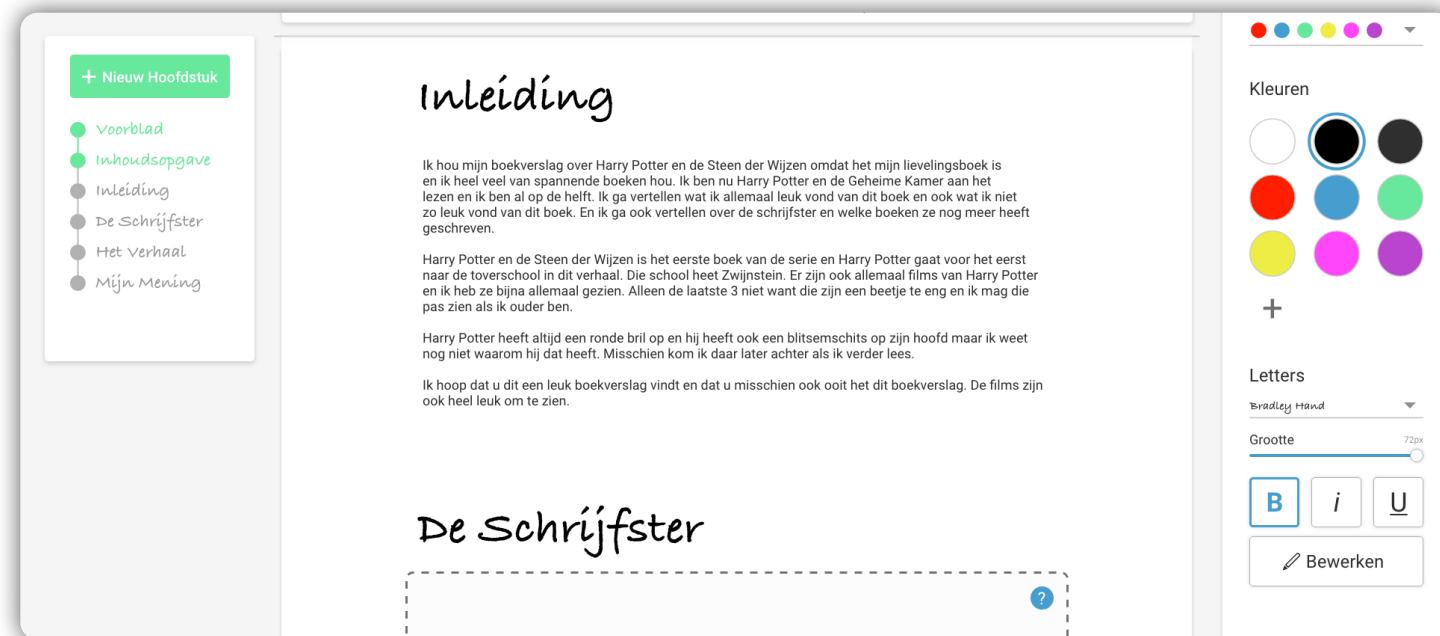 Nieuw Hoofdstuk
Voorblad
Inhoudsopgave
Inleiding
De Schrijfster
Het Verhaal
Mijn Mening
Inleiding
Ik hou mijn boekverslag over Harry Potter en de Steen der Wijzen omdat het mijn lievelingsboek is
en ik heel veel van spannende boeken hou. Ik ben nu Harry Potter en de Geheime Kamer aan het
lezen en ik ben al op de helft. Ik ga vertellen wat ik allemaal leuk vond van dit boek en ook wat ik niet
zo leuk vond van dit boek. En ik ga ook vertellen over de schrijfster en welke boeken ze nog meer heeft
geschreven.
Harry Potter en de Steen der Wijzen is het eerste boek van de serie en Harry Potter gaat voor het eerst
naar de toverschool in dit verhaal. Die school heet Zwijnstein. Er zijn ook allemaal films van Harry Potter
en ik heb ze bijna allemaal gezien. Alleen de laatste 3 niet want die zijn een beetje te eng en ik mag die
pas zien als ik ouder ben.
Harry Potter heeft altijd een ronde bril op en hij heeft ook een blitsemschits op zijn hoofd maar ik weet
nog niet waarom hij dat heeft. Misschien kom ik daar later achter als ik verder lees.
Ik hoop dat u dit een leuk boekverslag vindt en dat u misschien ook ooit het dit boekverslag. De films zijn
ook heel leuk om te zien.
De Schrijfster
?
Kleuren
Letters
Bradley Hand
Grootte 72px
B i U
Bewerken